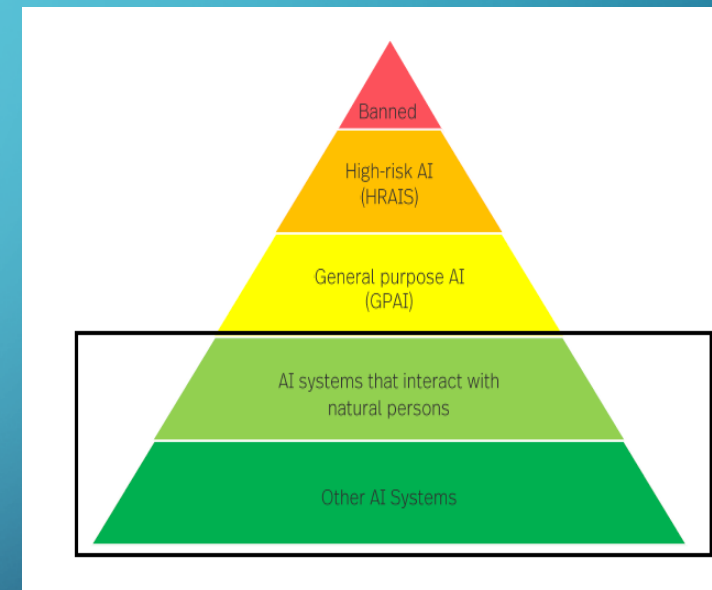 Banned
High-risk AI
(HRAIS)
General purpose AI
(GPAI)
AI systems that interact with
natural persons
Other AI Systems